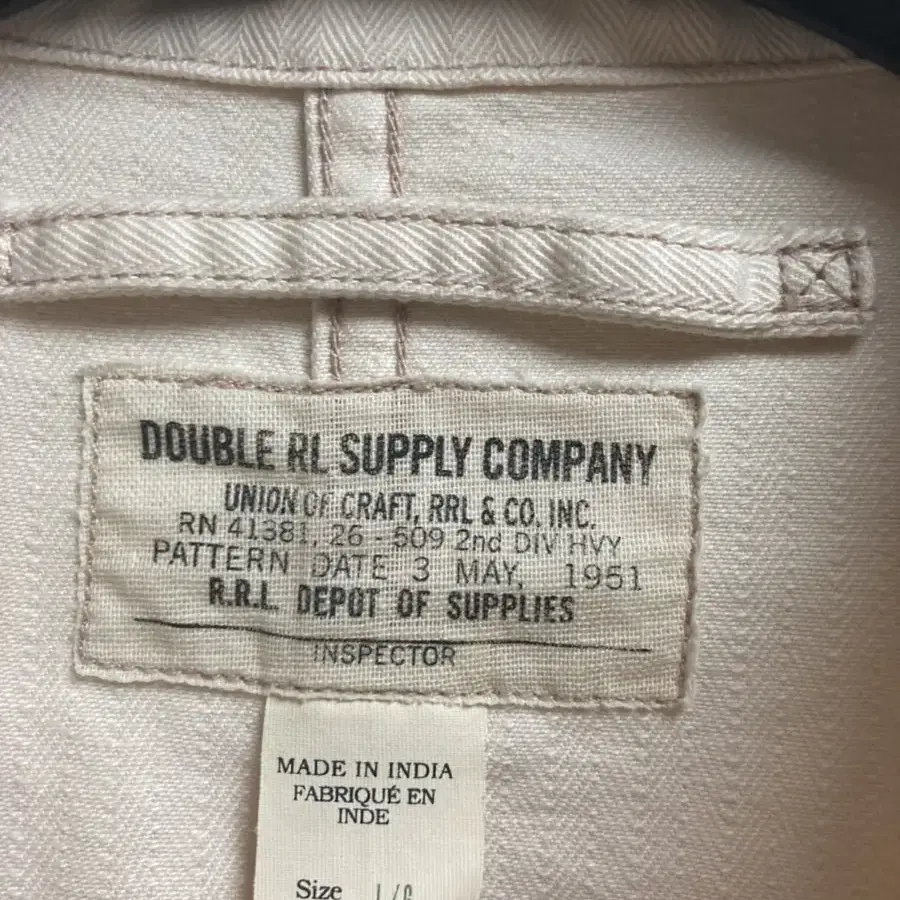 DOUBLE RL SUPPLY COMPANY
UNION OF CRAFT, RRL & CO. INC.
RN 41381, 26 - 509 2nd DIV HVY
PATTERN DATE 3 MAY, 1951
R.R.L. DEPOT OF SUPPLIES
INSPECTOR
MADE IN INDIA
FABRIQUÉ EN
INDE
Size